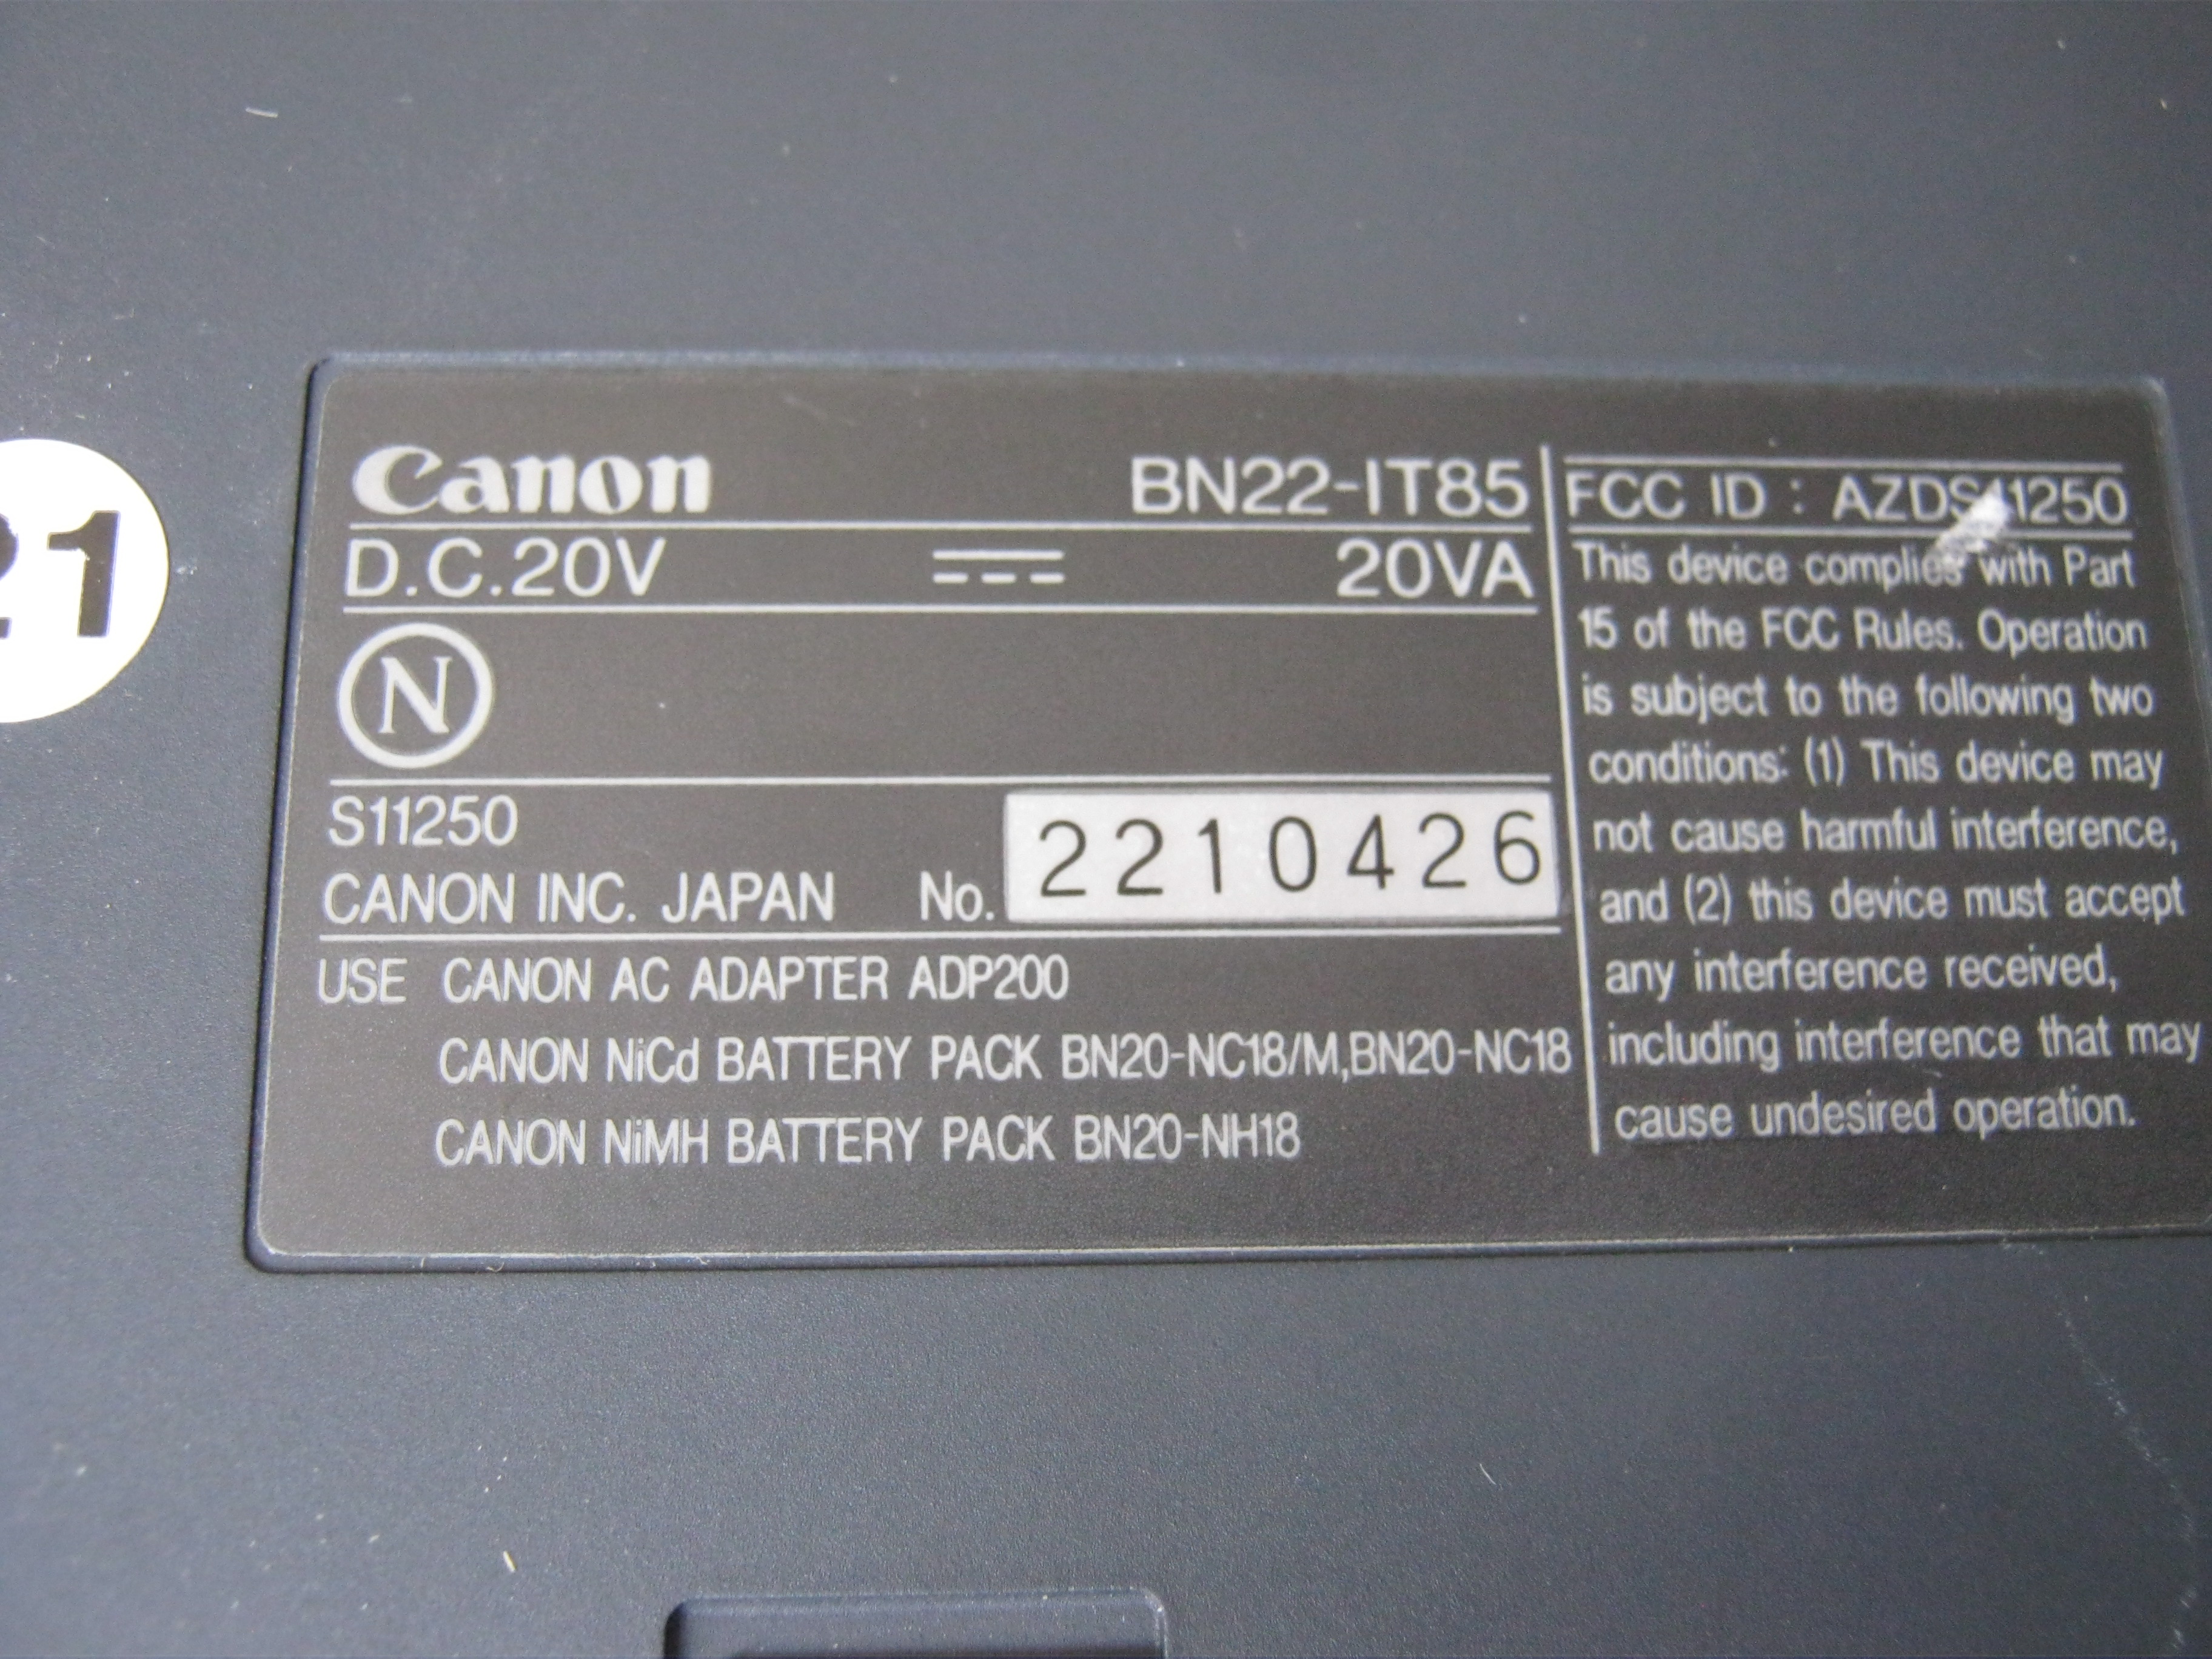 21
Canon BN22-IT85
D.C.20V 20VA
N
S11250
CANON INC. JAPAN No. 2210426
USE CANON AC ADAPTER ADP200
CANON NiCd BATTERY PACK BN20-NC18/M,BN20-NC18
CANON NiMH BATTERY PACK BN20-NH18
FCC ID : AZDS11250
This device complies with Part
15 of the FCC Rules. Operation
is subject to the following two
conditions: (1) This device may
not cause harmful interference,
and (2) this device must accept
any interference received,
including interference that may
cause undesired operation.